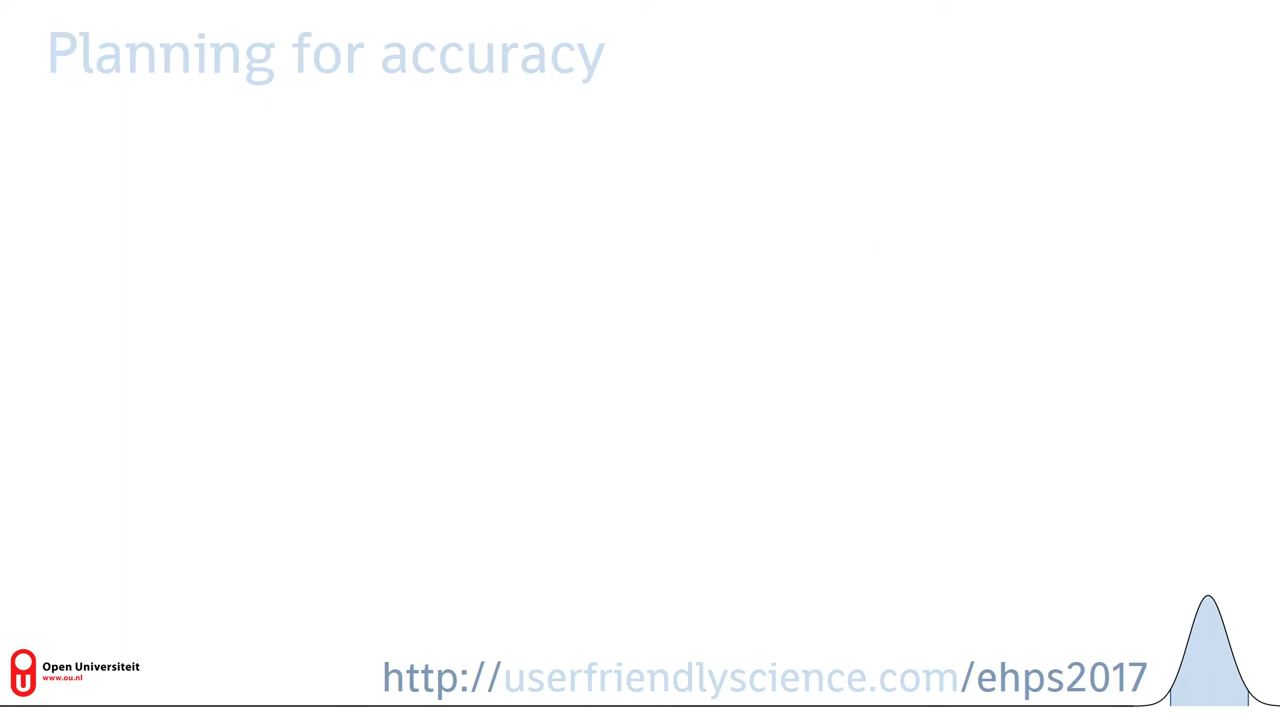 Planning for accuracy
Open Universiteit
www.ou.nl
http://userfriendlyscience.com/ehps2017